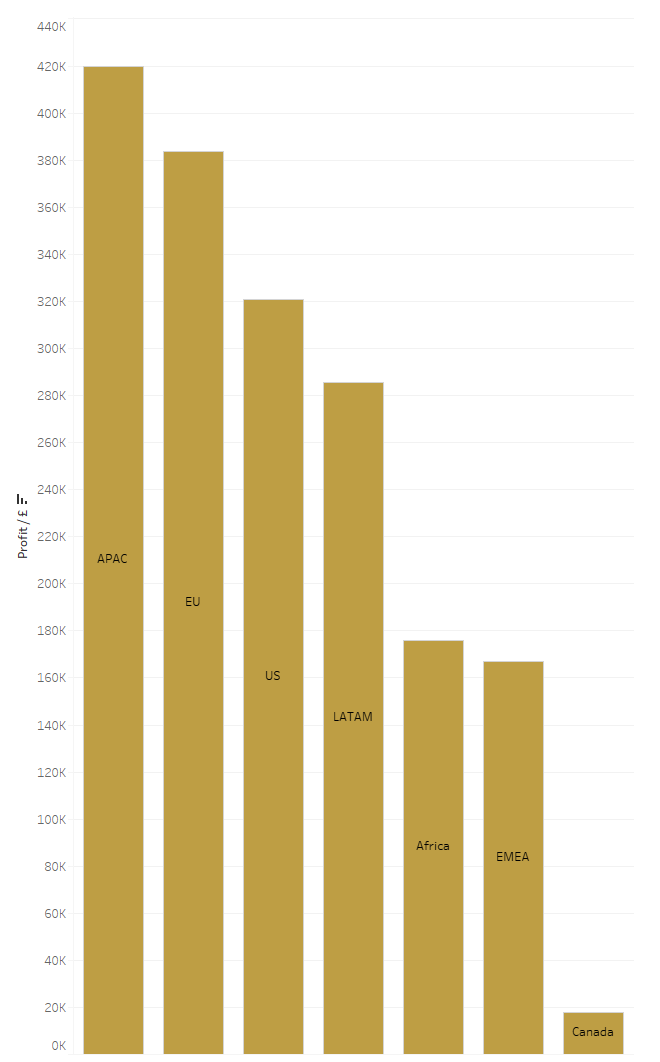 440K
420K
400K
380K
360K
340K
320K
300K
280K
260K
240K
220K
200K
180K
160K
140K
120K
100K
80K
60K
40K
20K
0K
Profit / £
APAC
EU
US
LATAM
Africa
EMEA
Canada